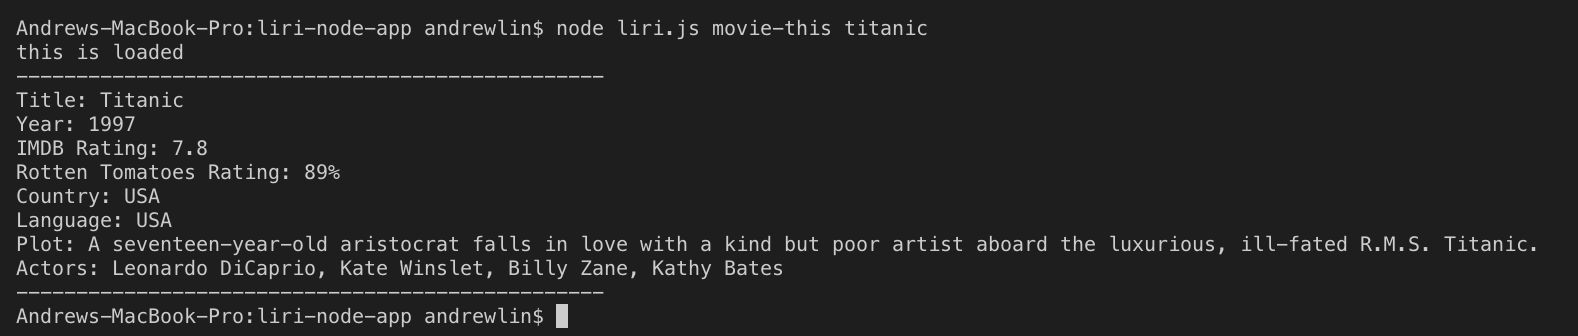 Andrews-MacBook-Pro:liri-node-app andrewlin$ node liri.js movie-this titanic
this is loaded
-------------------------------------------------
Title: Titanic
Year: 1997
IMDB Rating: 7.8
Rotten Tomatoes Rating: 89%
Country: USA
Language: USA
Plot: A seventeen-year-old aristocrat falls in love with a kind but poor artist aboard the luxurious, ill-fated R.M.S. Titanic.
Actors: Leonardo DiCaprio, Kate Winslet, Billy Zane, Kathy Bates
-------------------------------------------------
Andrews-MacBook-Pro:liri-node-app andrewlin$